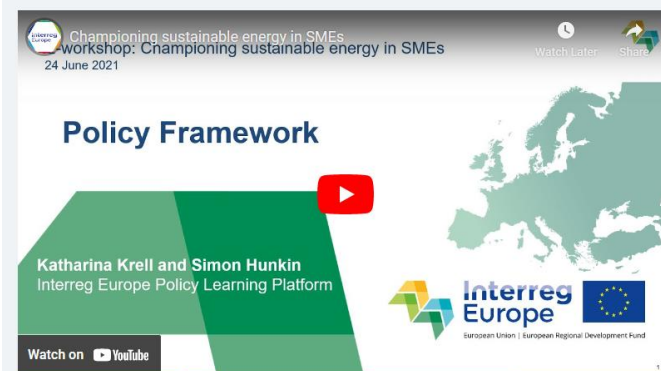 Championing sustainable energy in SMEs
-workshop: Championing sustainable energy in SMEs
24 June 2021
Watch Later
Share
Policy Framework
Katharina Krell and Simon Hunkin
Interreg Europe Policy Learning Platform
Interreg
Europe
Interreg
Europe
European Union | European Regional Development Fund
Watch on YouTube
1